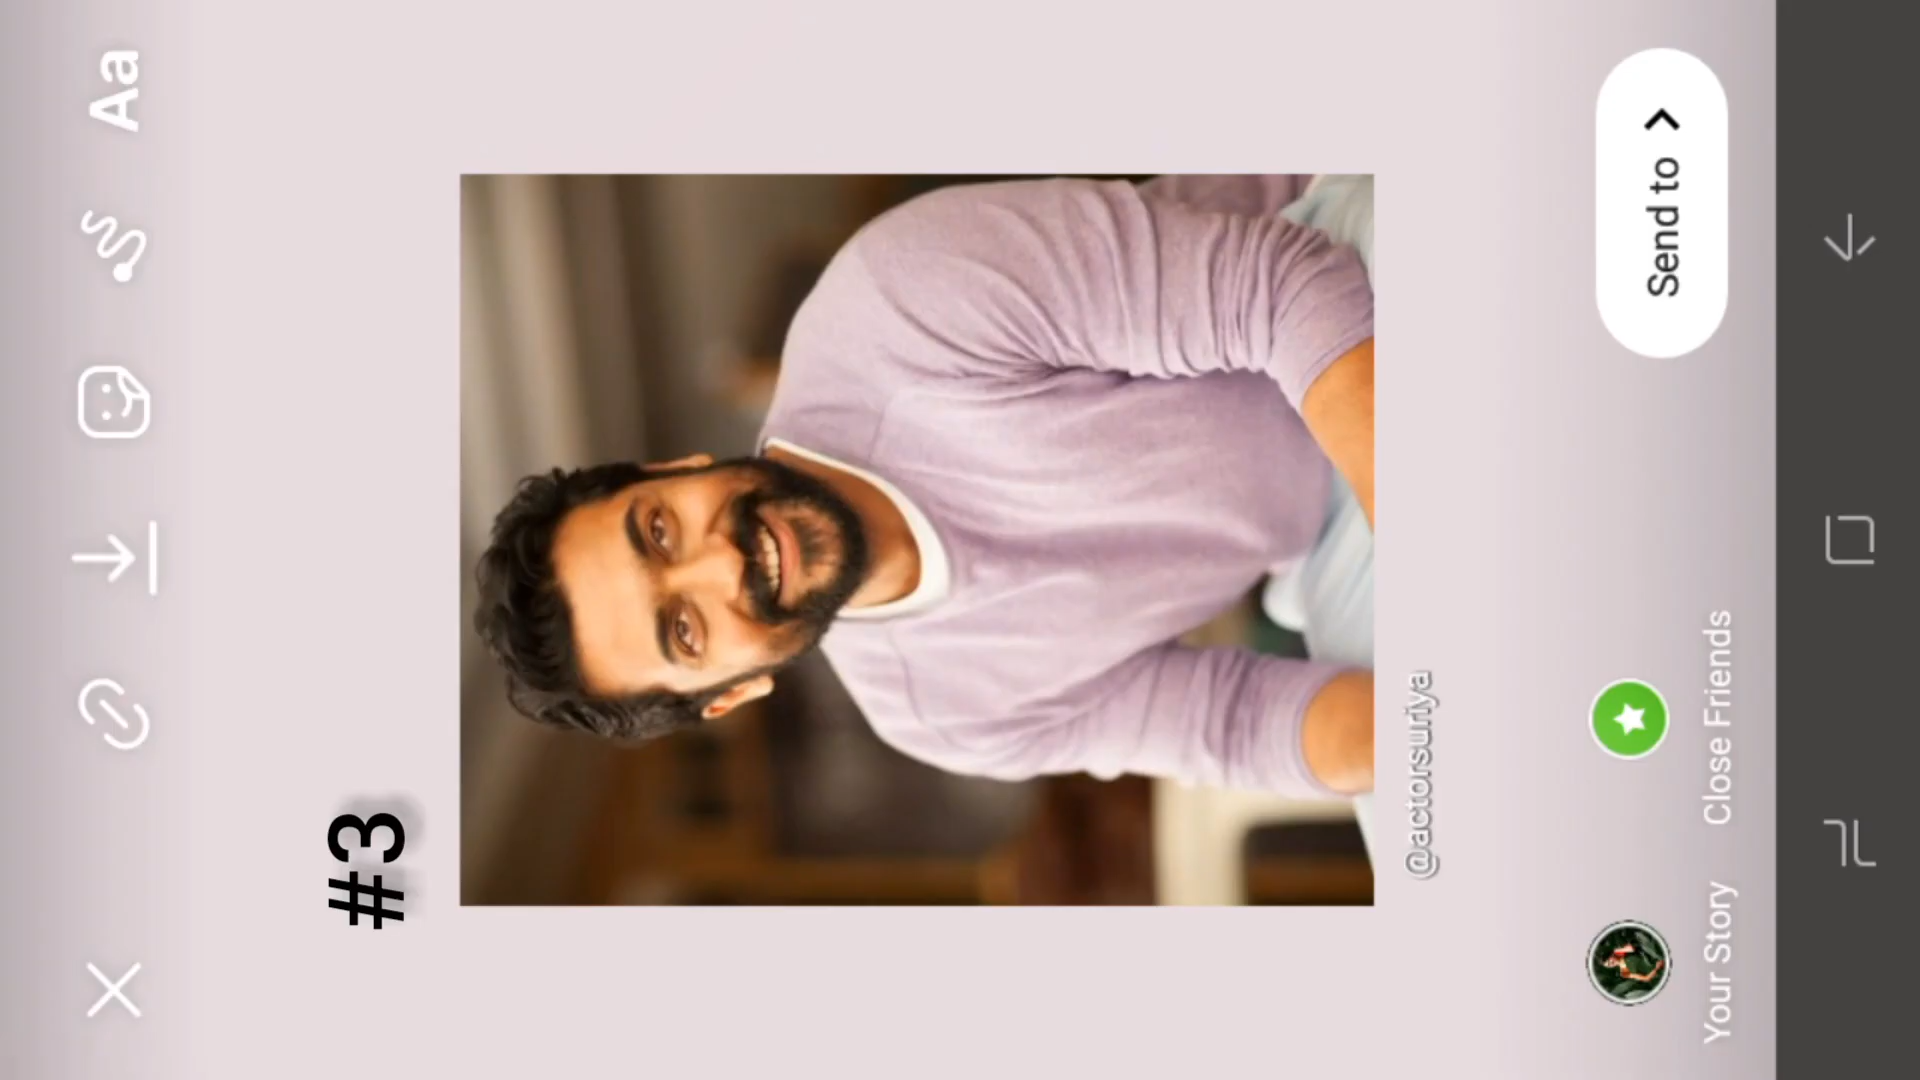 Aa
#3
@actorsuriya
Your Story
Close Friends
Send to